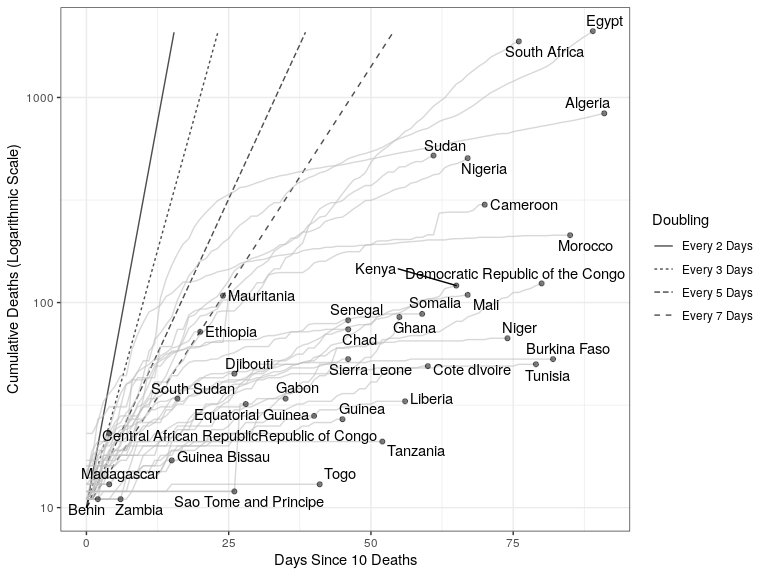 Egypt
South Africa
1000
Algeria
Sudan
Nigeria
Cameroon
Morocco
Kenya
Democratic Republic of the Congo
Mauritania
100
Senegal
Somalia
Mali
Ethiopia
Chad
Ghana
Niger
Burkina Faso
Djibouti
Sierra Leone
Cote dIvoire
Tunisia
South Sudan
Gabon
Equatorial Guinea
Guinea
Liberia
Central African Republic
Republic of Congo
Guinea Bissau
Tanzania
Madagascar
Togo
Sao Tome and Principe
10
Benin
Zambia
0
25
50
75
Days Since 10 Deaths
Cumulative Deaths (Logarithmic Scale)
Doubling
Every 2 Days
Every 3 Days
Every 5 Days
Every 7 Days